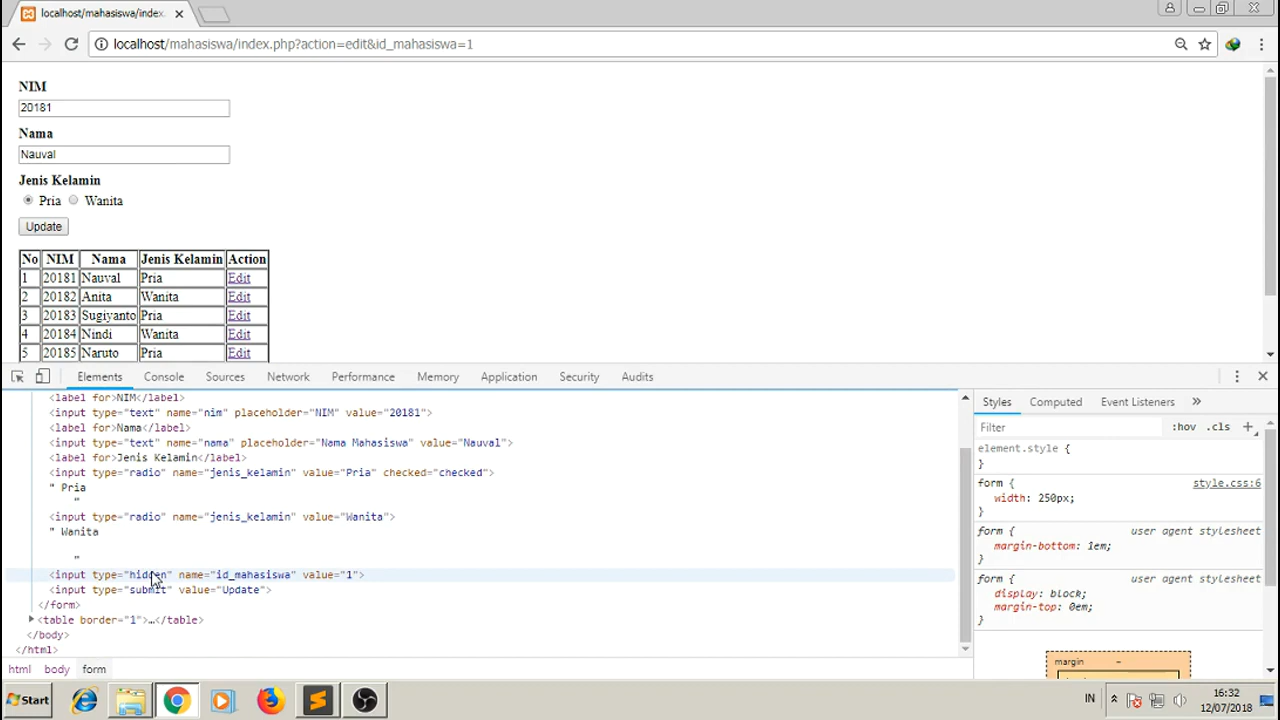 localhost/mahasiswa/index.
localhost/mahasiswa/index.php?action=edit&id_mahasiswa=1
NIM
20181
Nama
Nauval
Jenis Kelamin
Pria Wanita
Update
No NIM Nama Jenis Kelamin Action
1 20181 Nauval Pria Edit
2 20182 Anita Wanita Edit
3 20183 Sugiyanto Pria Edit
4 20184 Nindi Wanita Edit
5 20185 Naruto Pria Edit
Elements Console Sources Network Performance Memory Application Security Audits
<label for>NIM</label>
<input type="text" name="nim" placeholder="NIM" value="20181">
<label for>Nama</label>
<input type="text" name="nama" placeholder="Nama Mahasiswa" value="Nauval">
<label for>Jenis Kelamin</label>
<input type="radio" name="jenis_kelamin" value="Pria" checked="checked">
" Pria
"
<input type="radio" name="jenis_kelamin" value="Wanita">
" Wanita
"
<input type="hidden" name="id_mahasiswa" value="1">
<input type="submit" value="Update">
</form>
<table border="1">…</table>
</body>
</html>
html body form
Styles Computed Event Listeners »
Filter :hov .cls +
element.style {
}
form { style.css:6
width: 250px;
}
form { user agent stylesheet
margin-bottom: 1em;
}
form { user agent stylesheet
display: block;
margin-top: 0em;
}
margin –
Start
IN
16:32
12/07/2018